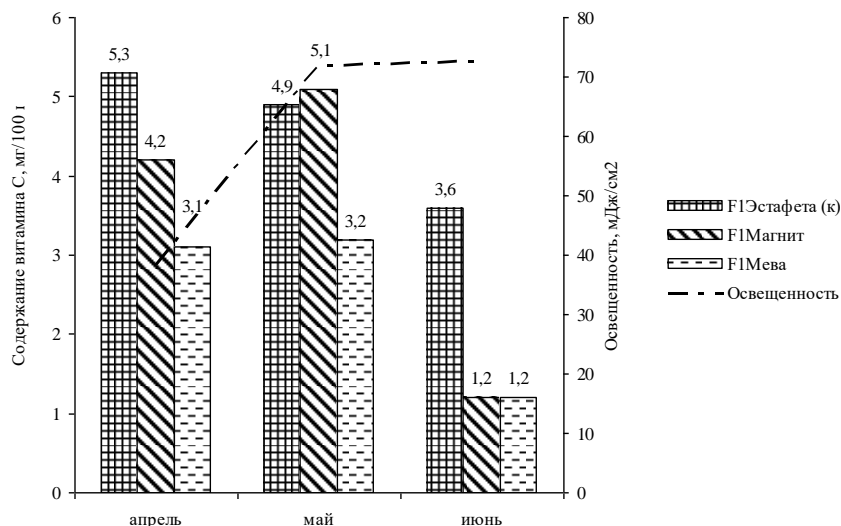 Содержание витамина С, мг/100 г
6
5
4
3
2
1
0
5,3
4,2
3,1
4,9
5,1
3,2
3,6
1,2
1,2
апрель
май
июнь
80
70
60
50
40
30
20
10
0
Освещенность, мДж/см2
F1Эстафета (к)
F1Магнит
F1Мева
Освещенность